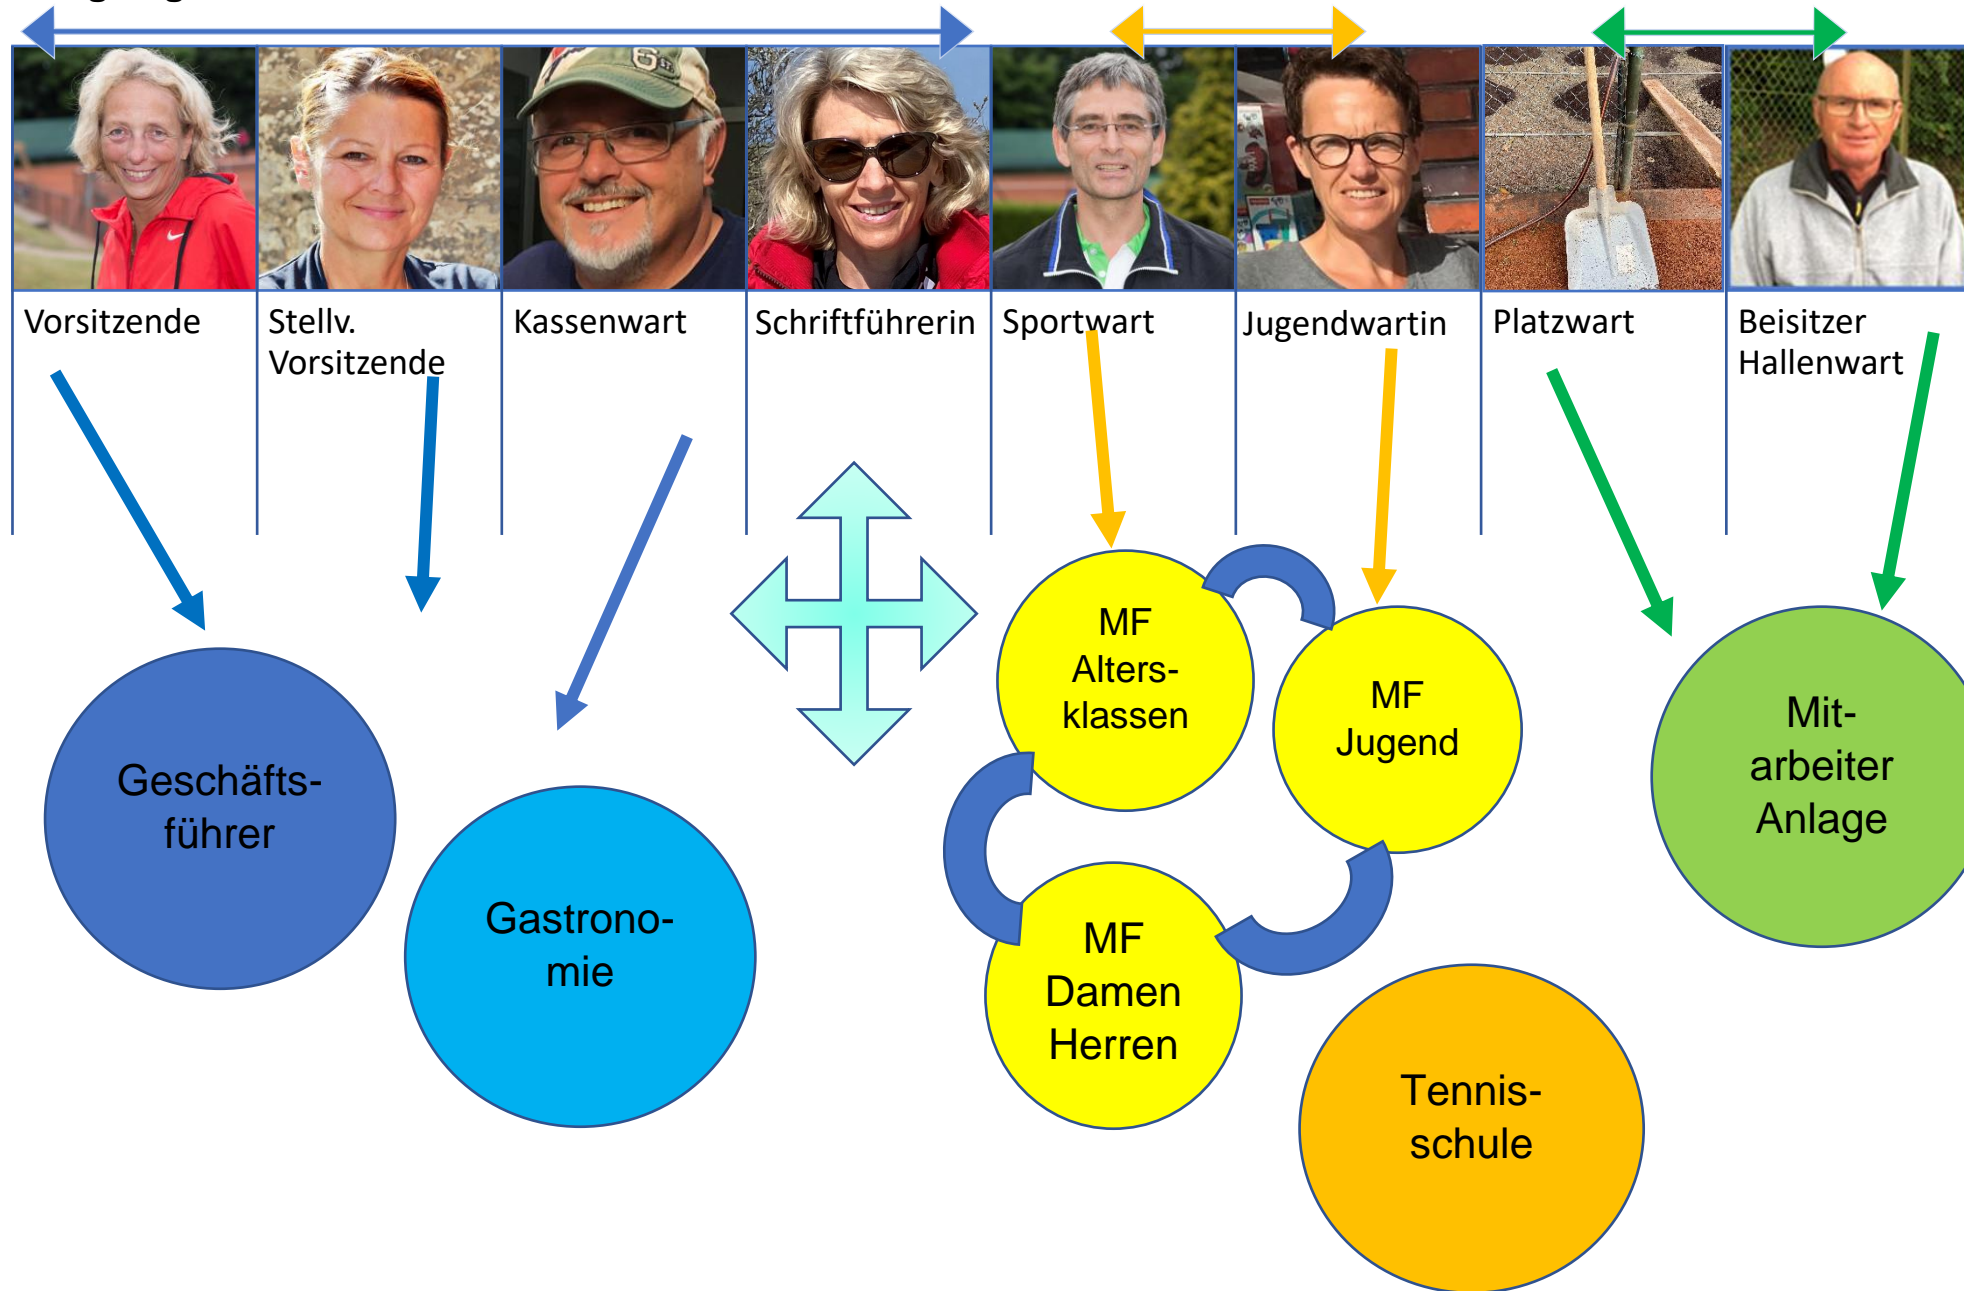 Vorsitzende
Stellv.
Vorsitzende
Kassenwart
Schriftführerin
Sportwart
Jugendwartin
Platzwart
Beisitzer
Hallenwart
MF
Alters-
klassen
MF
Jugend
Mit-
arbeiter
Anlage
Geschäfts-
führer
Gastrono-
mie
MF
Damen
Herren
Tennis-
schule